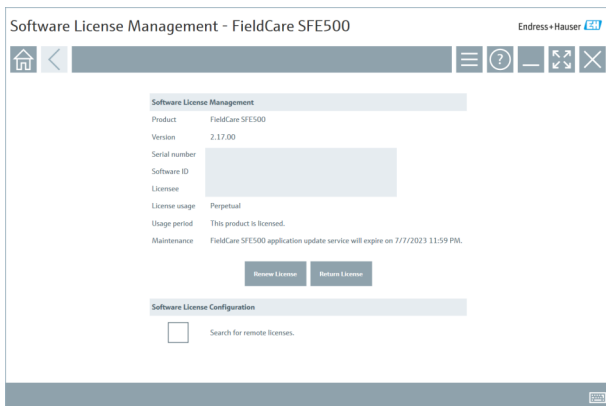 Software License Management - FieldCare SFE500
Endress+Hauser EH
?
Software License Management
Product FieldCare SFE500
Version 2.17.00
Serial number
Software ID
Licensee
License usage Perpetual
Usage period This product is licensed.
Maintenance FieldCare SFE500 application update service will expire on 7/7/2023 11:59 PM.
Renew License Return License
Software License Configuration
Search for remote licenses.